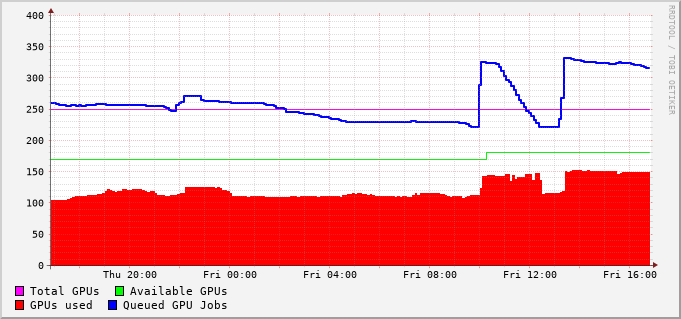 400
350
300
250
200
150
100
50
0
Thu 20:00 Fri 00:00 Fri 04:00 Fri 08:00 Fri 12:00 Fri 16:00
Total GPUs Available GPUs
GPUs used Queued GPU Jobs
RRDTOOL / TOBI OETIKER